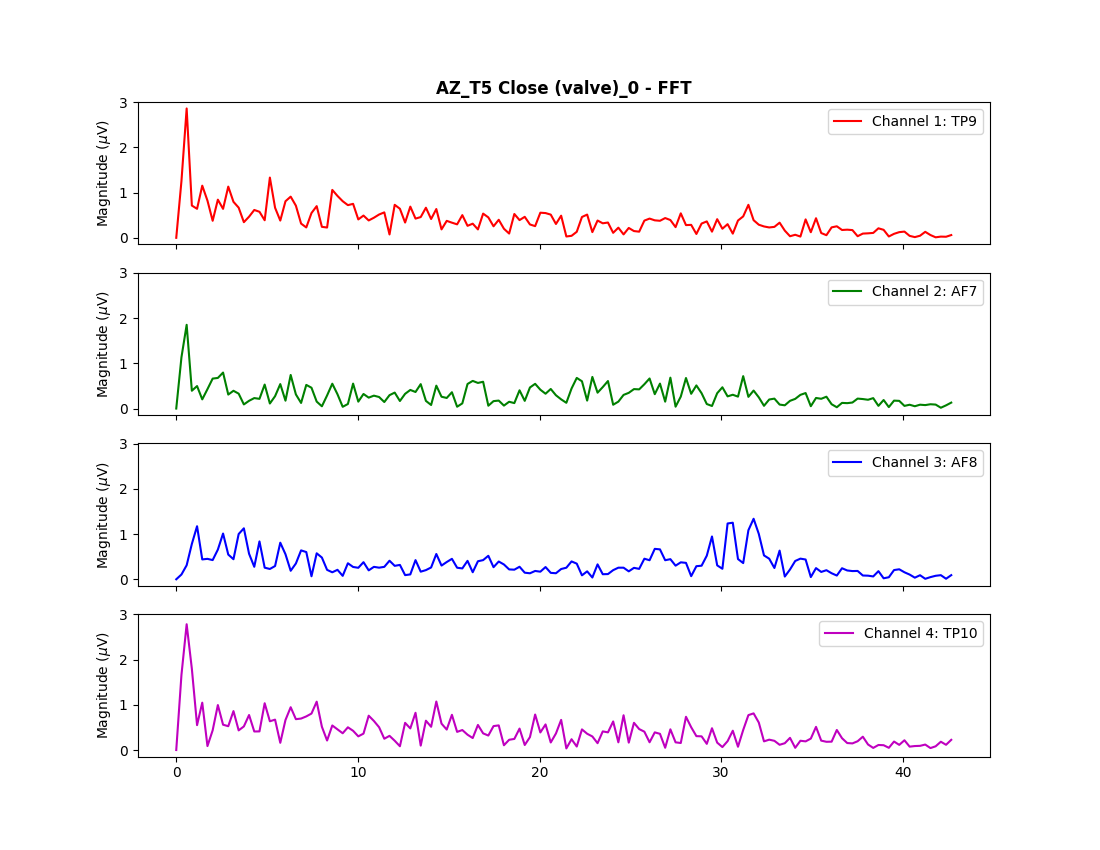 AZ_T5 Close (valve)_0 - FFT
3
2
1
0
Magnitude (μV)
Channel 1: TP9
3
2
1
0
Magnitude (μV)
Channel 2: AF7
3
2
1
0
Magnitude (μV)
Channel 3: AF8
3
2
1
0
Magnitude (μV)
Channel 4: TP10
0 10 20 30 40